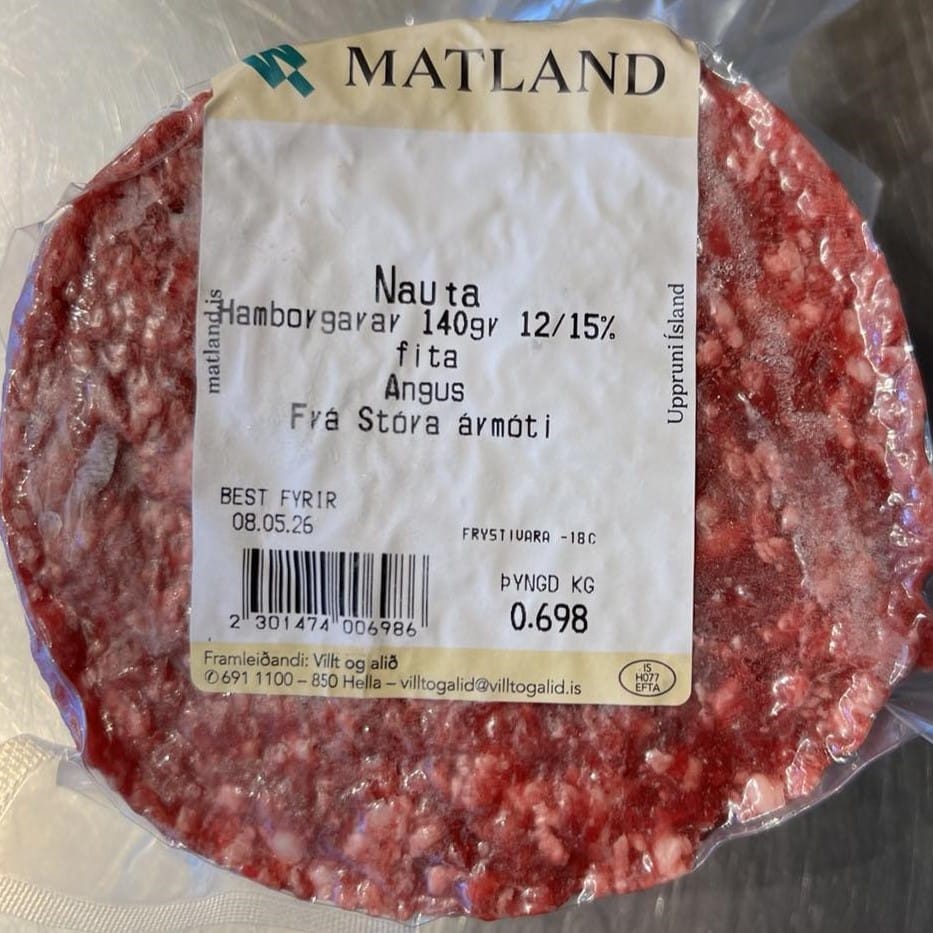 MATLAND
Nauta
Hamborgarar 140gr 12/15%
fita
Angus
Frá Stóra ármóti
matland.is
Uppruni Ísland
BEST FYRIR
08.05.26
FRYSTIVARA -18C
ÞYNGD KG
0.698
2 301474 006986
Framleiðandi: Villt og alið
✆691 1100 – 850 Hella – villtogalid@villtogalid.is
IS
H077
EFTA